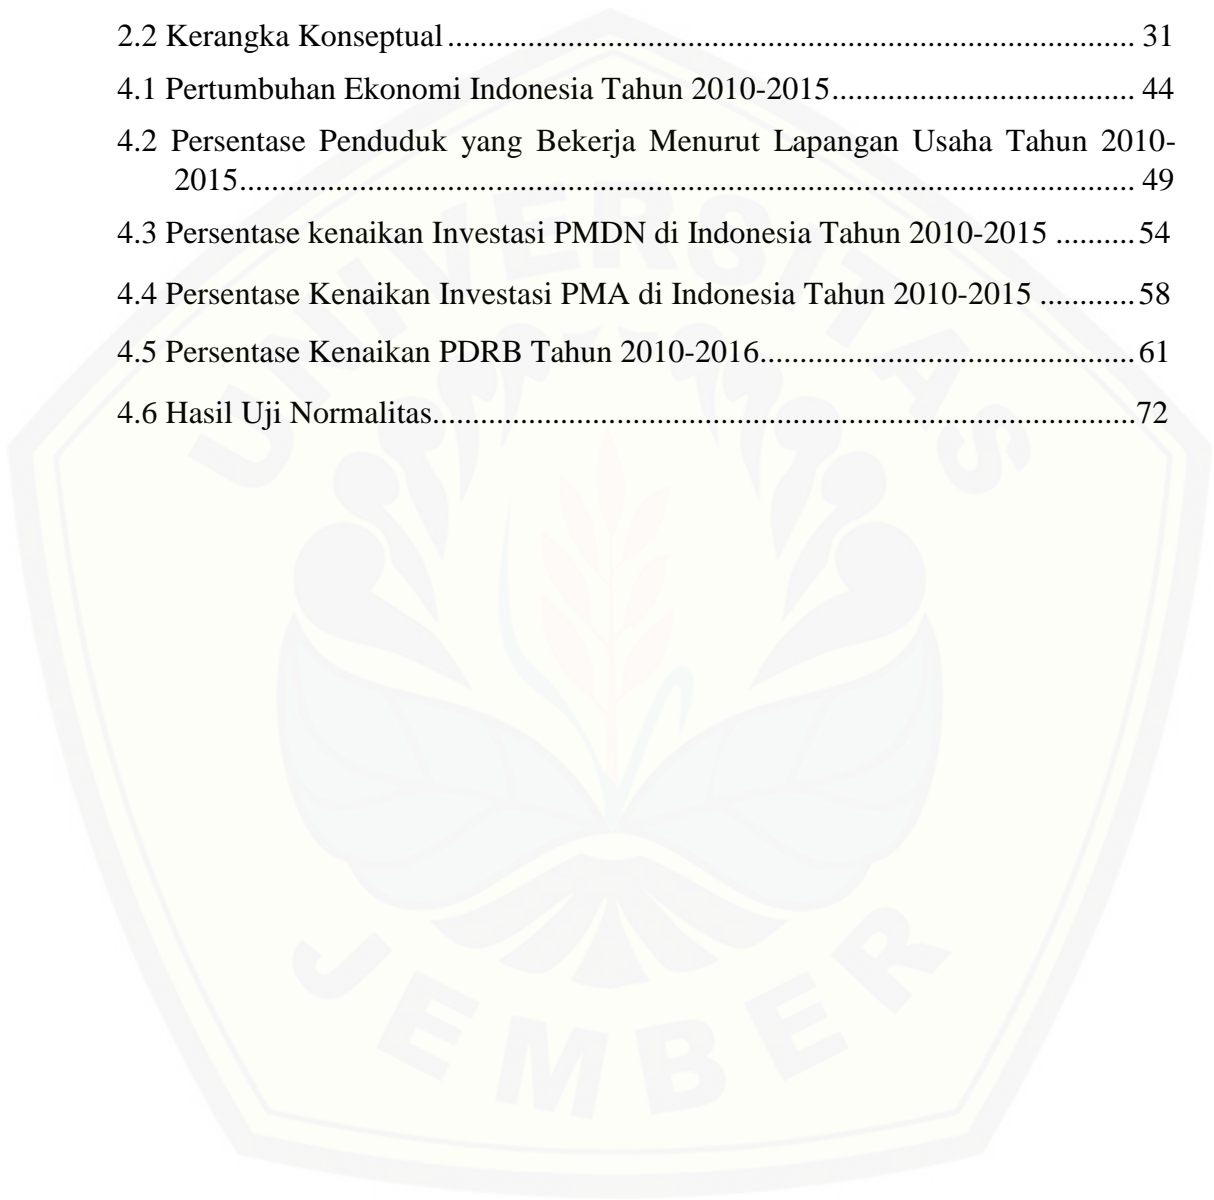 2.2 Kerangka Konseptual...................................................................................... 31
4.1 Pertumbuhan Ekonomi Indonesia Tahun 2010-2015...................................... 44
4.2 Persentase Penduduk yang Bekerja Menurut Lapangan Usaha Tahun 2010-
2015................................................................................................................ 49
4.3 Persentase kenaikan Investasi PMDN di Indonesia Tahun 2010-2015 ..........54
4.4 Persentase Kenaikan Investasi PMA di Indonesia Tahun 2010-2015 ............58
4.5 Persentase Kenaikan PDRB Tahun 2010-2016...............................................61
4.6 Hasil Uji Normalitas........................................................................................72
UNIVERSITAS
JEMBER